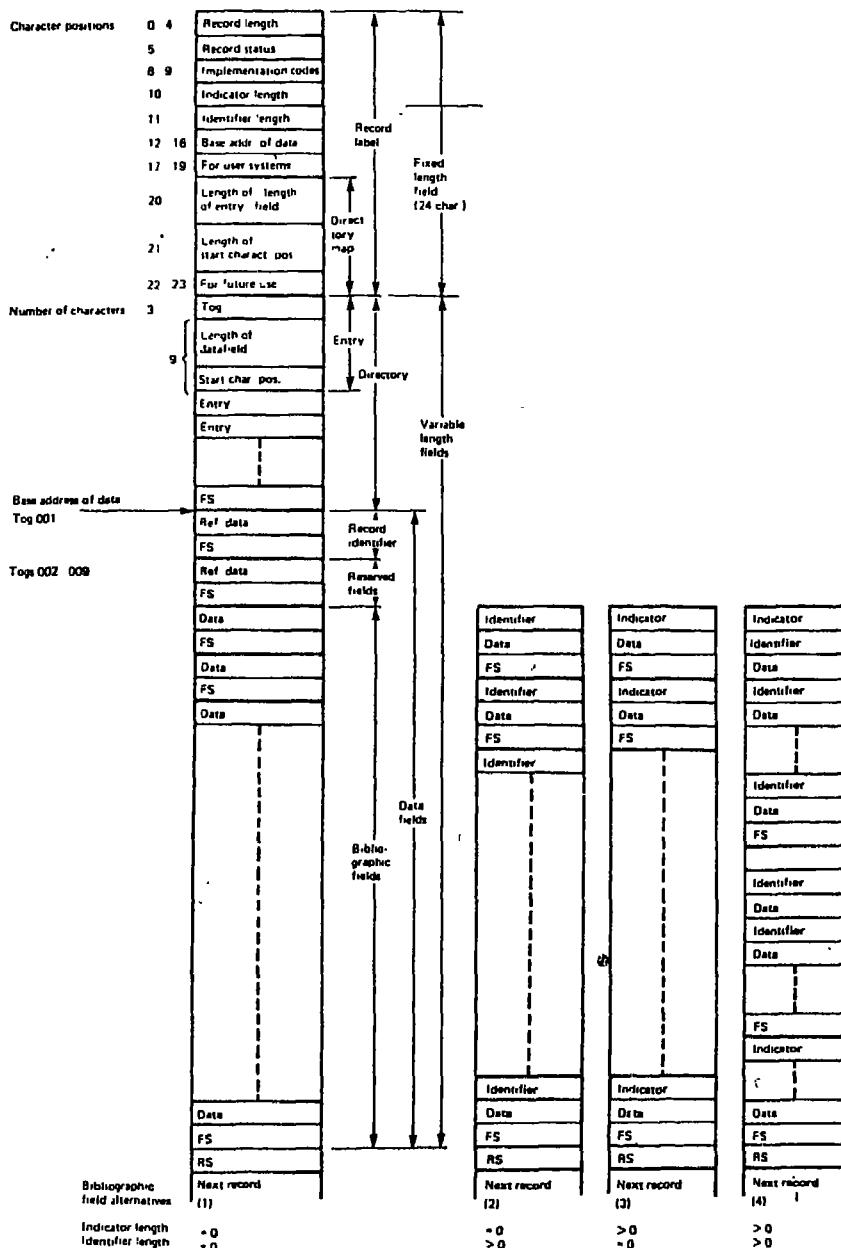 Character positions 0 4 Record length
5 Record status
6 9 Implementation codes
10 Indicator length
11 Identifier length
12 16 Base addr of data
17 19 For user systems
20 Length of length of entry field
21 Length of start charact pos
22 23 For future use
Record label
Fixed length field (24 char)
Direct ory map
Number of characters 3 Tog
9 { Length of datafield
Start char pos.
Entry
Entry
Entry
Directory
Variable length fields
FS
Base address of data
Tog 001
Ref data
FS
Record identifier
Togs 002 009
Ref data
FS
Reserved fields
Data
FS
Data
FS
Data
Data fields
Biblio-graphic fields
Data
FS
RS
Next record
Identifier
Data
FS
Identifier
Data
FS
Identifier
Identifier
Data
FS
RS
Next record
Indicator
Data
FS
Indicator
Data
FS
Indicator
Data
FS
RS
Next record
Indicator
Identifier
Data
Identifier
Data
Identifier
Data
FS
Identifier
Data
Identifier
Data
FS
Indicator
Data
FS
RS
Next record
Bibliographic field alternatives (1) (2) (3) (4)
Indicator length =0 =0 >0 >0
Identifier length =0 >0 =0 >0